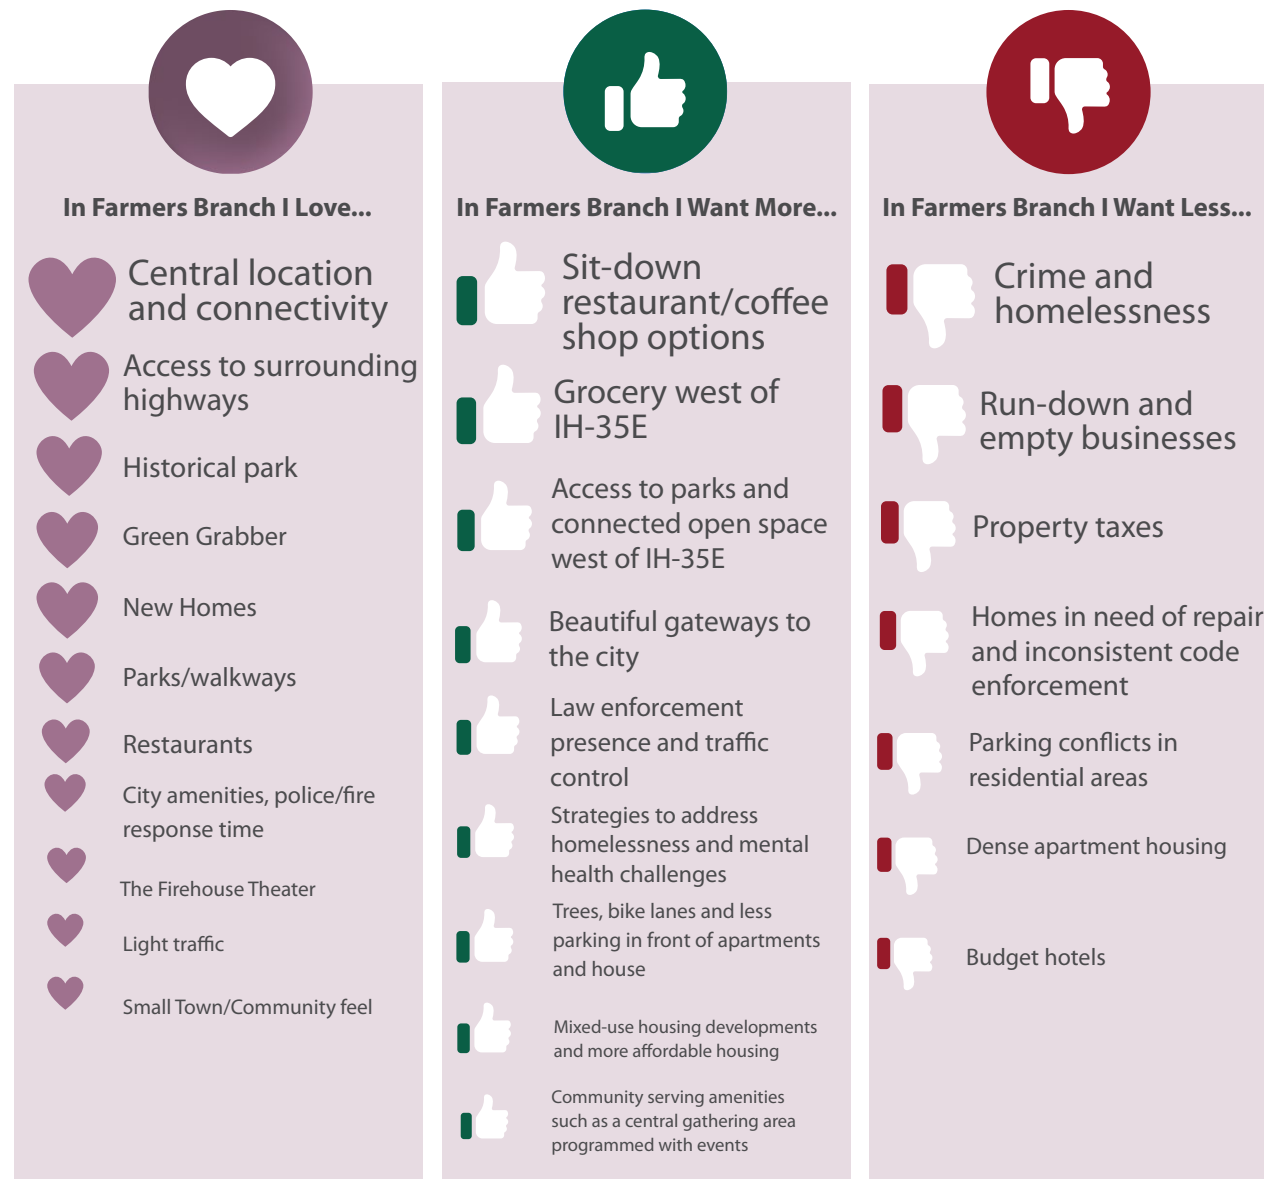 In Farmers Branch I Love...
Central location
and connectivity
Access to surrounding
highways
Historical park
Green Grabber
New Homes
Parks/walkways
Restaurants
City amenities, police/fire
response time
The Firehouse Theater
Light traffic
Small Town/Community feel
In Farmers Branch I Want More...
Sit-down
restaurant/coffee
shop options
Grocery west of
IH-35E
Access to parks and
connected open space
west of IH-35E
Beautiful gateways to
the city
Law enforcement
presence and traffic
control
Strategies to address
homelessness and mental
health challenges
Trees, bike lanes and less
parking in front of apartments
and house
Mixed-use housing developments
and more affordable housing
Community serving amenities
such as a central gathering area
programmed with events
In Farmers Branch I Want Less...
Crime and
homelessness
Run-down and
empty businesses
Property taxes
Homes in need of repair
and inconsistent code
enforcement
Parking conflicts in
residential areas
Dense apartment housing
Budget hotels